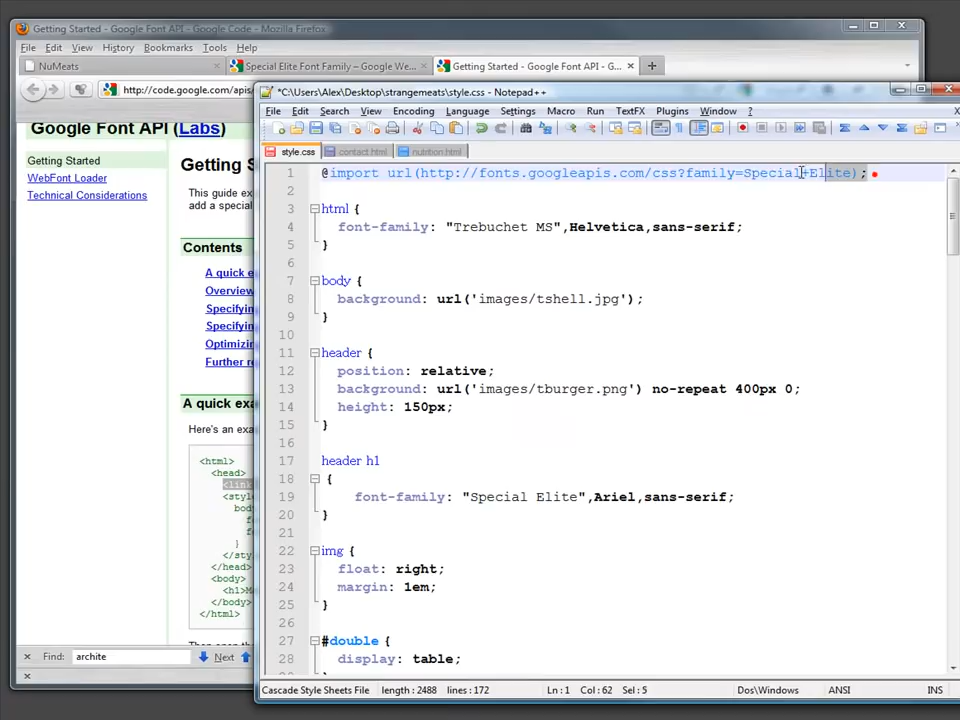 Getting Started - Google Font API - Google Code - Mozilla Firefox
File Edit View History Bookmarks Tools Help
NuMeats
Special Elite Font Family – Google We...
Getting Started - Google Font API - G...
http://code.google.com/apis/
Google Font API (Labs)
Getting Started
WebFont Loader
Technical Considerations
Getting S
This guide ex
add a special
Contents
A quick e
Overview
Specifying
Specifying
Optimizing
Further re
A quick exa
Here's an exa
<html>
<head>
<link
<style
body
fo
fo
}
</sty
</head>
<body>
<h1>M
</body>
</html>
Find: archite
Next
*C:\Users\Alex\Desktop\strangemeats\style.css - Notepad++
File Edit Search View Encoding Language Settings Macro Run TextFX Plugins Window ?
style.css contact.html nutrition.html
1 @import url(http://fonts.googleapis.com/css?family=Special+Elite);
2
3 html {
4 font-family: "Trebuchet MS",Helvetica,sans-serif;
5 }
6
7 body {
8 background: url('images/tshell.jpg');
9 }
10
11 header {
12 position: relative;
13 background: url('images/tburger.png') no-repeat 400px 0;
14 height: 150px;
15 }
16
17 header h1
18 {
19 font-family: "Special Elite",Ariel,sans-serif;
20 }
21
22 img {
23 float: right;
24 margin: 1em;
25 }
26
27 #double {
28 display: table;
Cascade Style Sheets File length : 2488 lines : 172 Ln : 1 Col : 62 Sel : 5 Dos\Windows ANSI INS